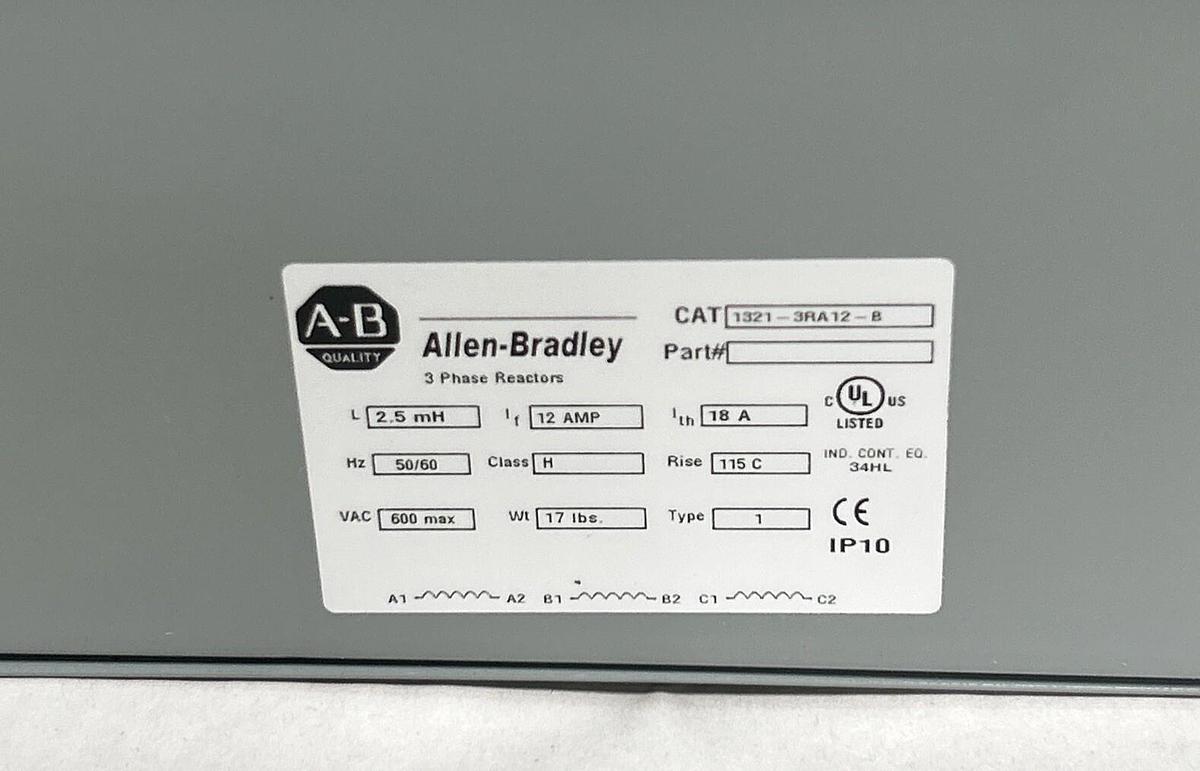 A-B
QUALITY
Allen-Bradley
3 Phase Reactors
CAT 1321-3RA12-B
Part#
L 2.5 mH If 12 AMP Ith 18 A
Hz 50/60 Class H Rise 115 C
VAC 600 max Wt 17 lbs. Type 1
C UL US
LISTED
IND. CONT. EQ.
34HL
CE
IP10
A1 A2 B1 B2 C1 C2